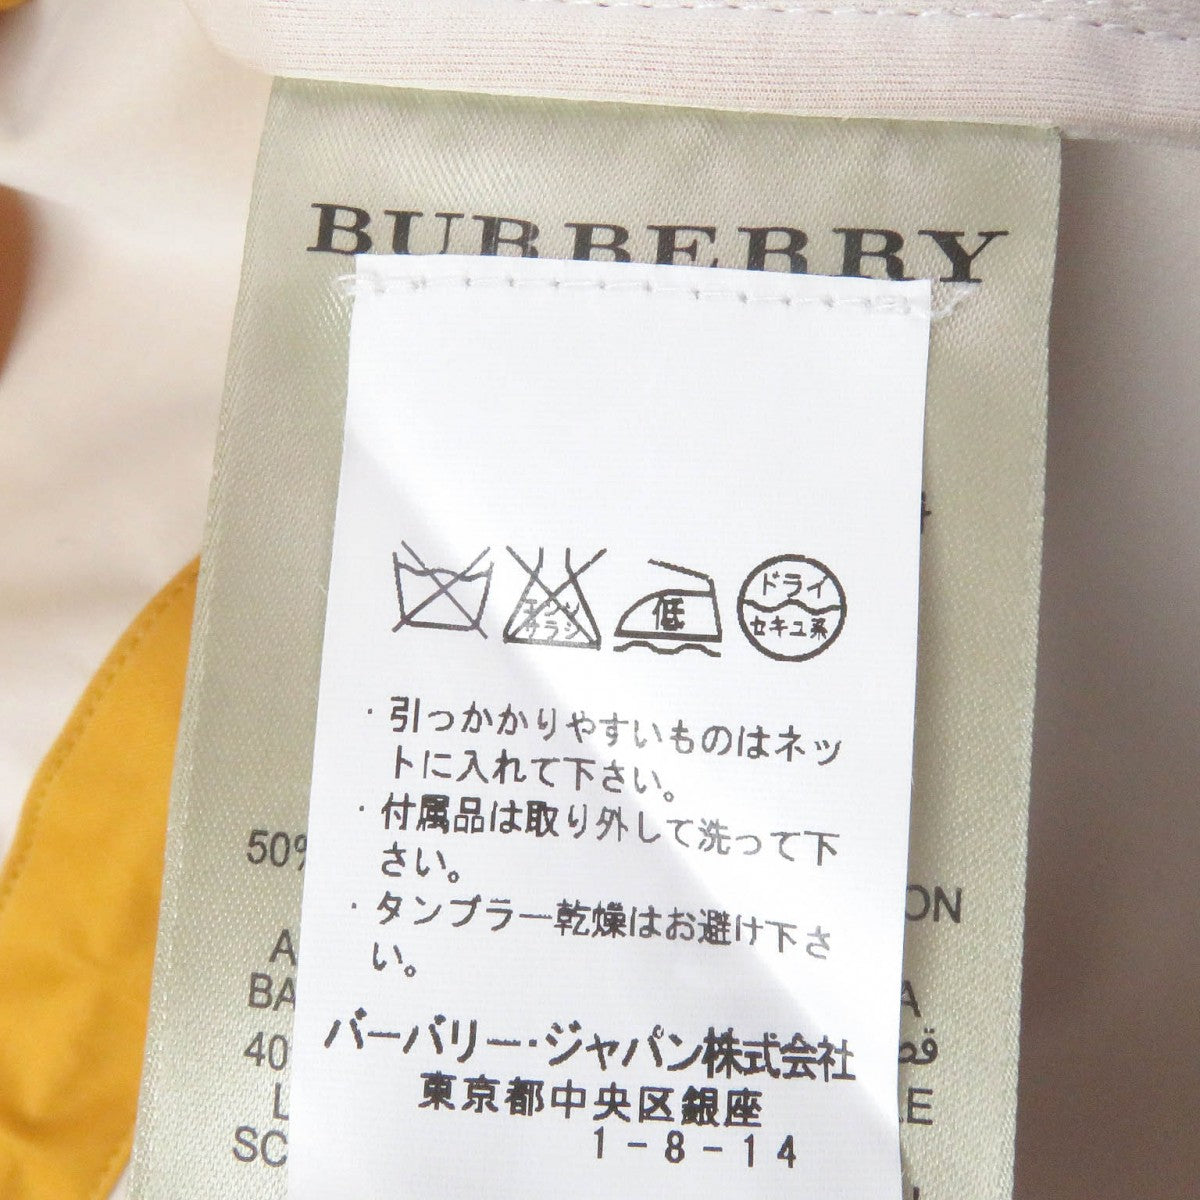 BURBERRY
エンソ
サラシ
低
ドライ
セキユ系
・引っかかりやすいものはネッ
トに入れて下さい。
・付属品は取り外して洗って下
さい。
・タンブラー乾燥はお避け下さ
い。
バーバリー・ジャパン株式会社
東京都中央区銀座
1-8-14
50%
ON
A
BA
A
40
L
LE
SC